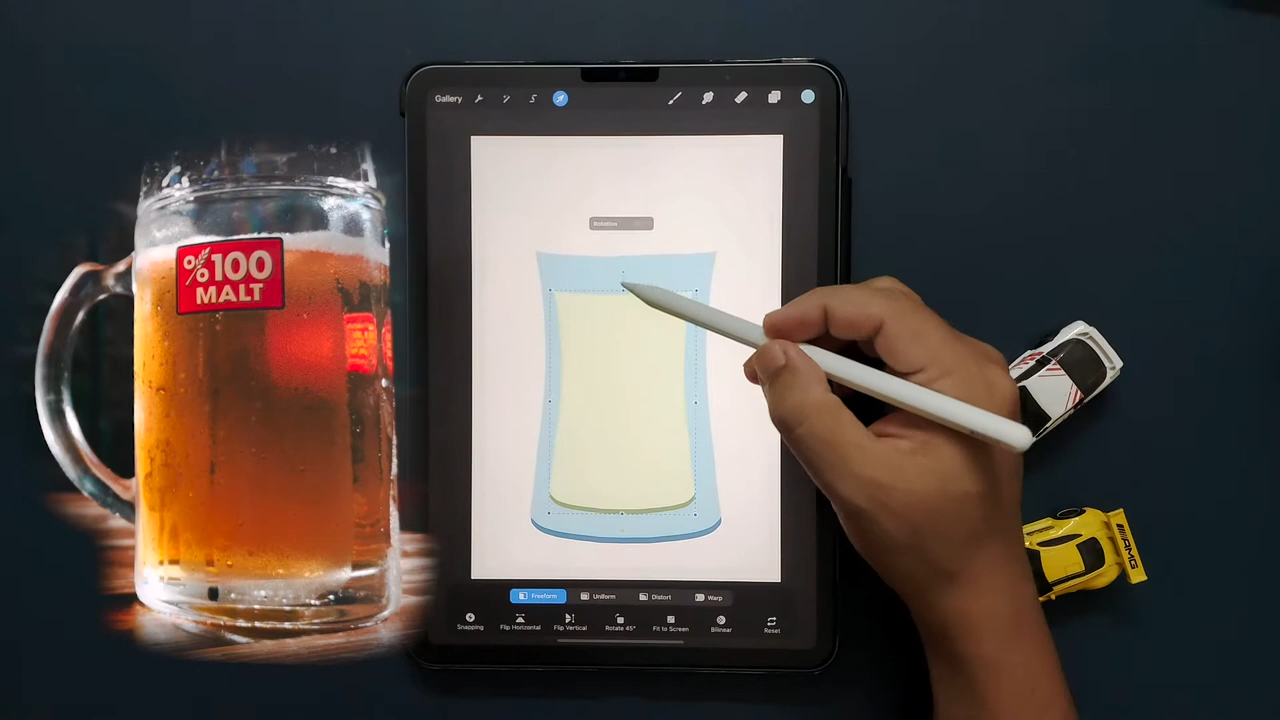 Gallery
Rotation
%100
MALT
Freeform
Uniform
Distort
Warp
Snapping
Flip Horizontal
Flip Vertical
Rotate 45°
Fit to Screen
Bilinear
Reset
AMG